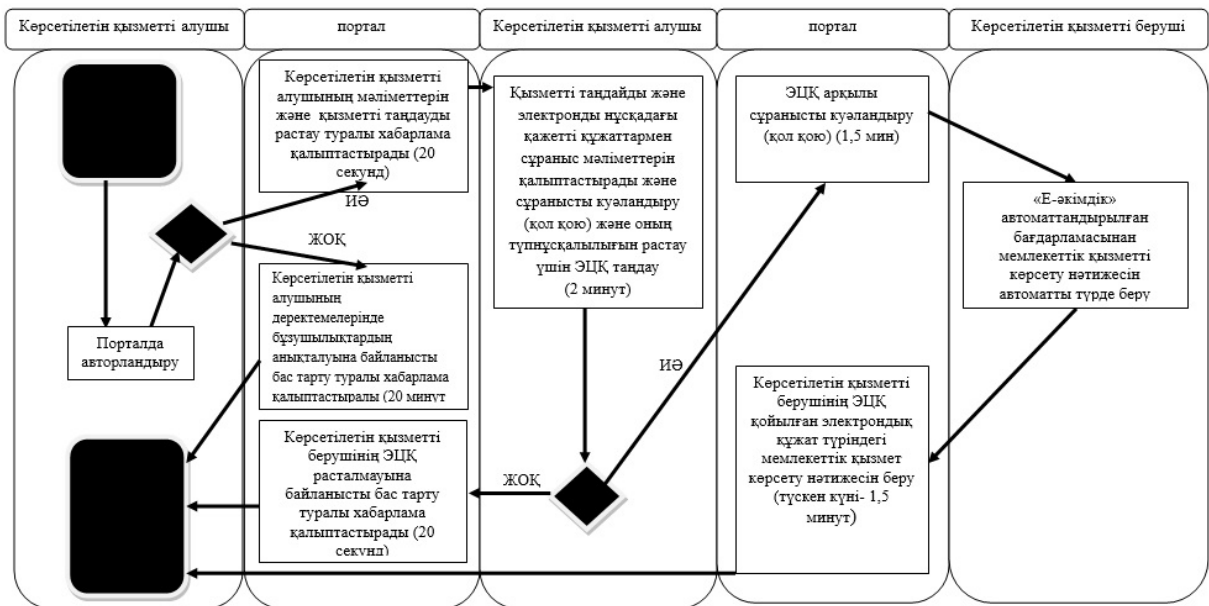 Көрсетілетін қызметті алушы
портал
Көрсетілетін қызметті алушы
портал
Көрсетілетін қызметті беруші
Порталда
авторландыру
Көрсетілетін қызметті
алушының мәліметтерін
және қызметті таңдауды
растау туралы хабарлама
қалыптастырады (20
секунд)
ИӘ
ЖОҚ
Көрсетілетін қызметті
алушының
деректемелерінде
бұзушылықтардың
анықталуына байланысты
бас тарту туралы хабарлама
қалыптастыралы (20 минут
Көрсетілетін қызметті
берушінің ЭЦҚ
расталмауына
байланысты бас тарту
туралы хабарлама
қалыптастырады (20
секунд)
Қызметті таңдайды және
электронды нұсқадағы
қажетті құжаттармен
сұраныс мәліметтерін
қалыптастырады және
сұранысты куәландыру
(қол қою) және оның
түпнұсқалылығын растау
үшін ЭЦҚ таңдау
(2 минут)
ЖОҚ
ИӘ
ЭЦҚ арқылы
сұранысты куәландыру
(қол қою) (1,5 мин)
Көрсетілетін қызметті
берушінің ЭЦҚ
қойылған электрондық
құжат түріндегі
мемлекеттік қызмет
көрсету нәтижесін беру
(түскен күні- 1,5
минут)
«Е-әкімдік»
автоматтандырылған
бағдарламасынан
мемлекеттік қызметті
көрсету нәтижесін
автоматты түрде беру